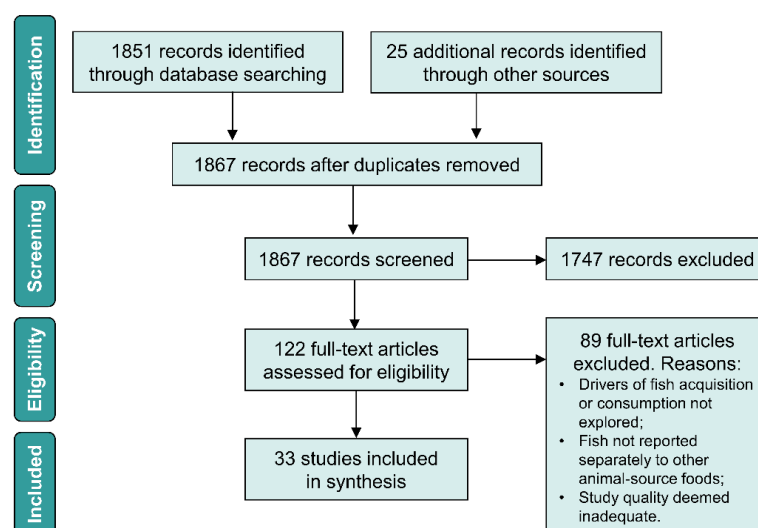 Identification
1851 records identified
through database searching
25 additional records identified
through other sources
1867 records after duplicates removed
Screening
1867 records screened
1747 records excluded
Eligibility
122 full-text articles
assessed for eligibility
89 full-text articles
excluded. Reasons:
• Drivers of fish acquisition
or consumption not
explored;
• Fish not reported
separately to other
animal-source foods;
• Study quality deemed
inadequate.
Included
33 studies included
in synthesis